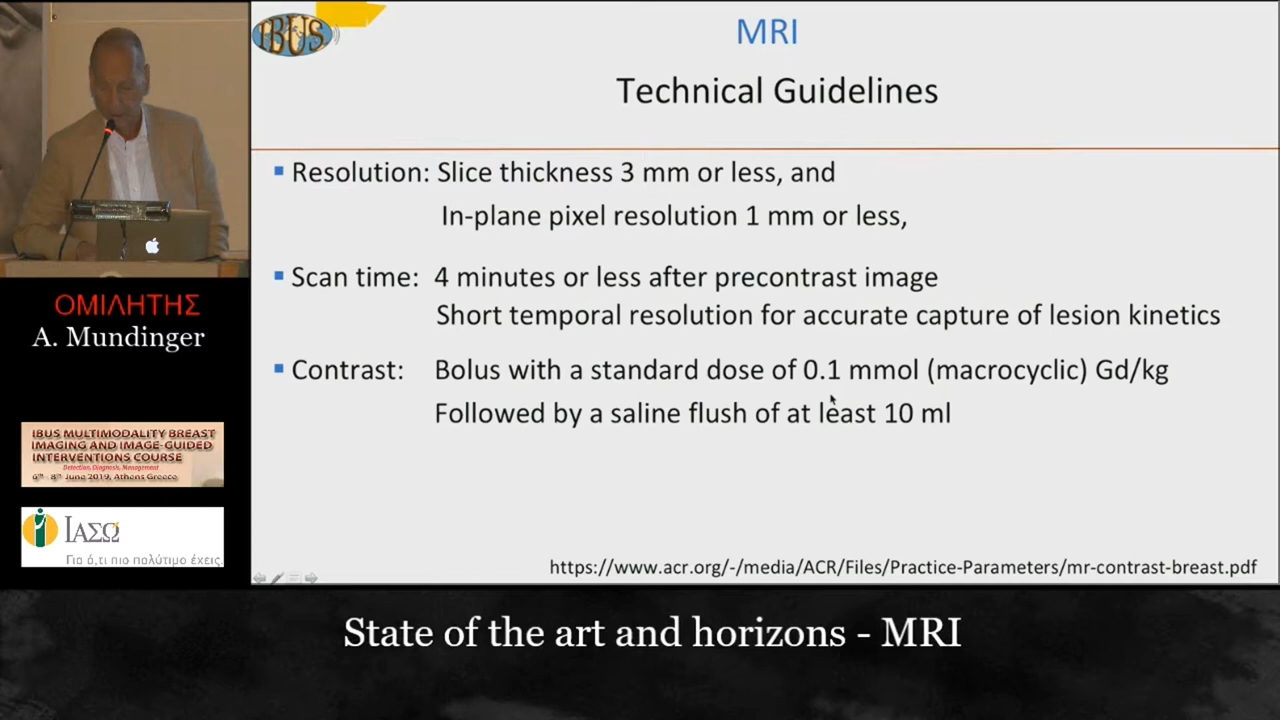 IBUS
MRI
Technical Guidelines
▪ Resolution: Slice thickness 3 mm or less, and
In-plane pixel resolution 1 mm or less,
▪ Scan time: 4 minutes or less after precontrast image
Short temporal resolution for accurate capture of lesion kinetics
▪ Contrast: Bolus with a standard dose of 0.1 mmol (macrocyclic) Gd/kg
Followed by a saline flush of at least 10 ml
https://www.acr.org/-/media/ACR/Files/Practice-Parameters/mr-contrast-breast.pdf
ΟΜΙΛΗΤΗΣ
A. Mundinger
IBUS MULTIMODALITY BREAST
IMAGING AND IMAGE-GUIDED
INTERVENTIONS COURSE
Detection, Diagnosis, Management
6th - 8th June 2019, Athens Greece
ΙΑΣΩ
Για ό,τι πιο πολύτιμο έχεις.
State of the art and horizons - MRI